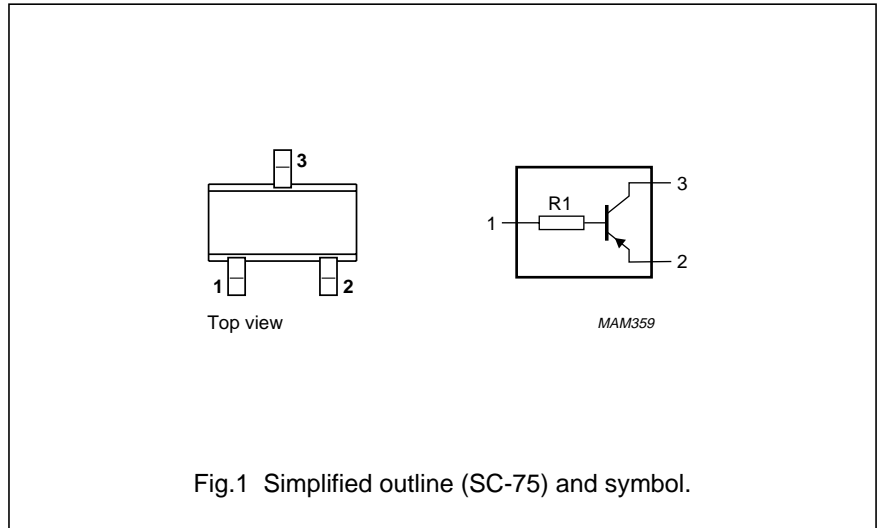 3
1
2
Top view
R1
1
3
2
MAM359
Fig.1 Simplified outline (SC-75) and symbol.